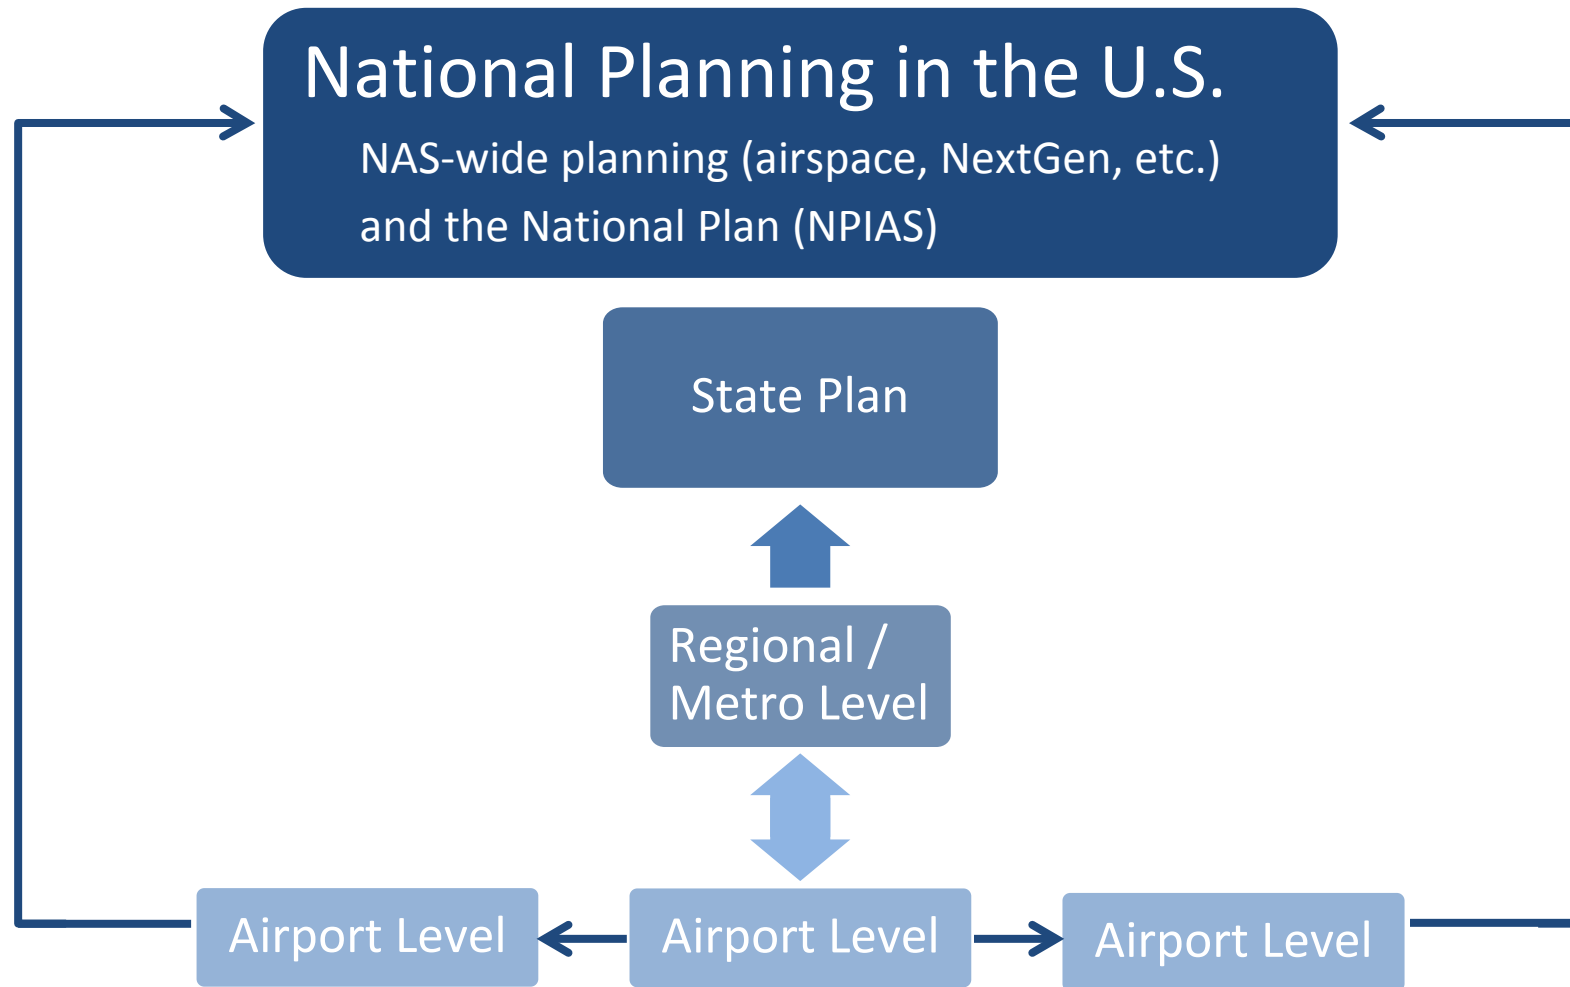 National Planning in the U.S.
NAS-wide planning (airspace, NextGen, etc.)
and the National Plan (NPIAS)
State Plan
Regional /
Metro Level
Airport Level
Airport Level
Airport Level